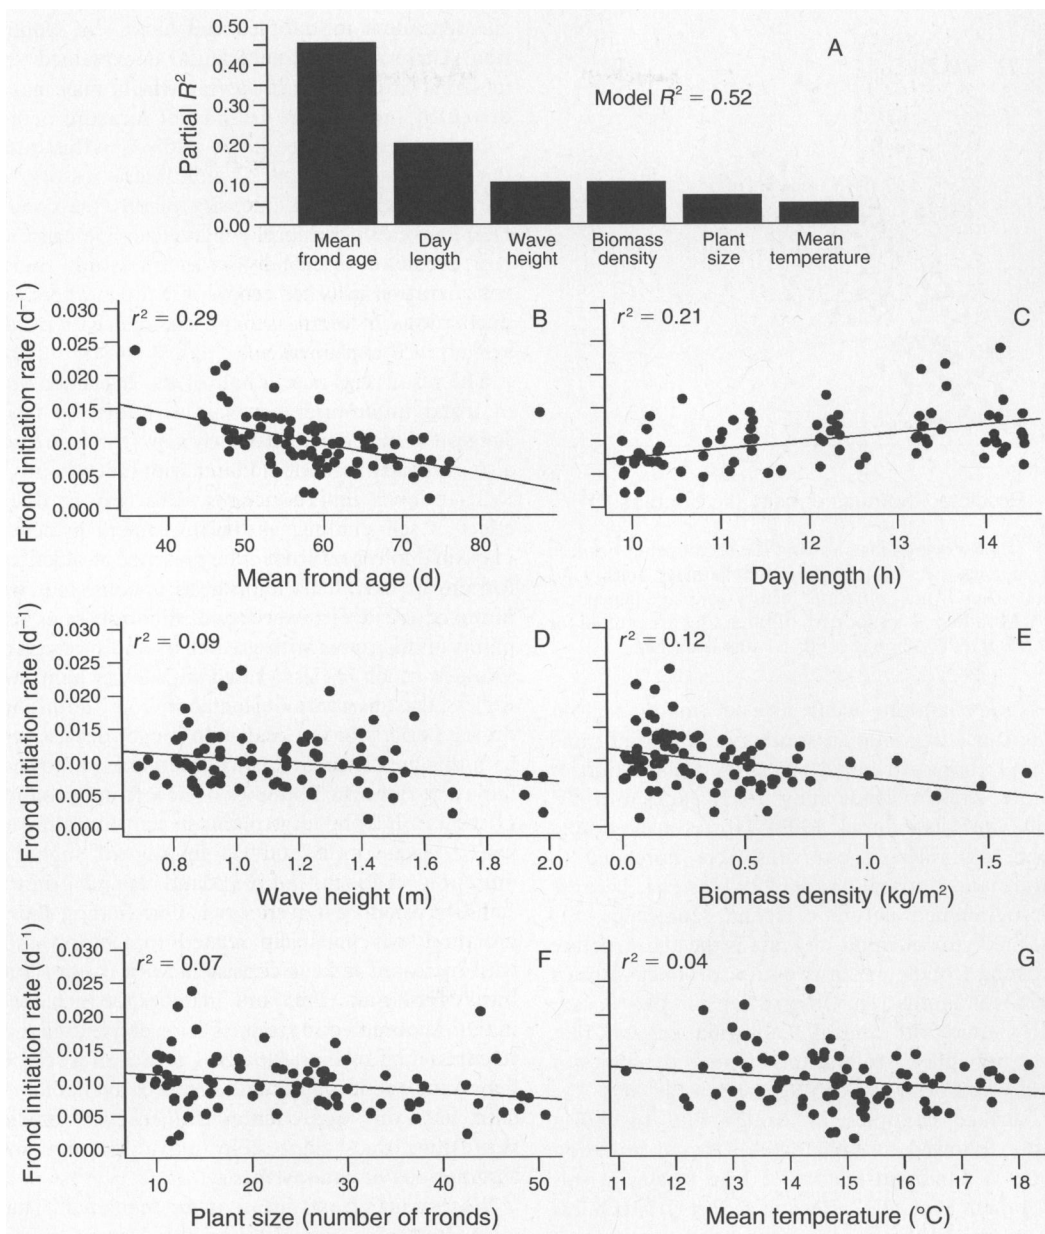 0.50
0.40
0.30
0.20
0.10
0.00
Partial R²
A
Model R² = 0.52
Mean
frond age
Day
length
Wave
height
Biomass
density
Plant
size
Mean
temperature
Frond initiation rate (d⁻¹)
0.030
0.025
0.020
0.015
0.010
0.005
0.000
r² = 0.29
B
40
50
60
70
80
Mean frond age (d)
r² = 0.21
C
10
11
12
13
14
Day length (h)
Frond initiation rate (d⁻¹)
0.030
0.025
0.020
0.015
0.010
0.005
0.000
r² = 0.09
D
0.8
1.0
1.2
1.4
1.6
1.8
2.0
Wave height (m)
r² = 0.12
E
0.0
0.5
1.0
1.5
Biomass density (kg/m²)
Frond initiation rate (d⁻¹)
0.030
0.025
0.020
0.015
0.010
0.005
0.000
r² = 0.07
F
10
20
30
40
50
Plant size (number of fronds)
r² = 0.04
G
11
12
13
14
15
16
17
18
Mean temperature (°C)